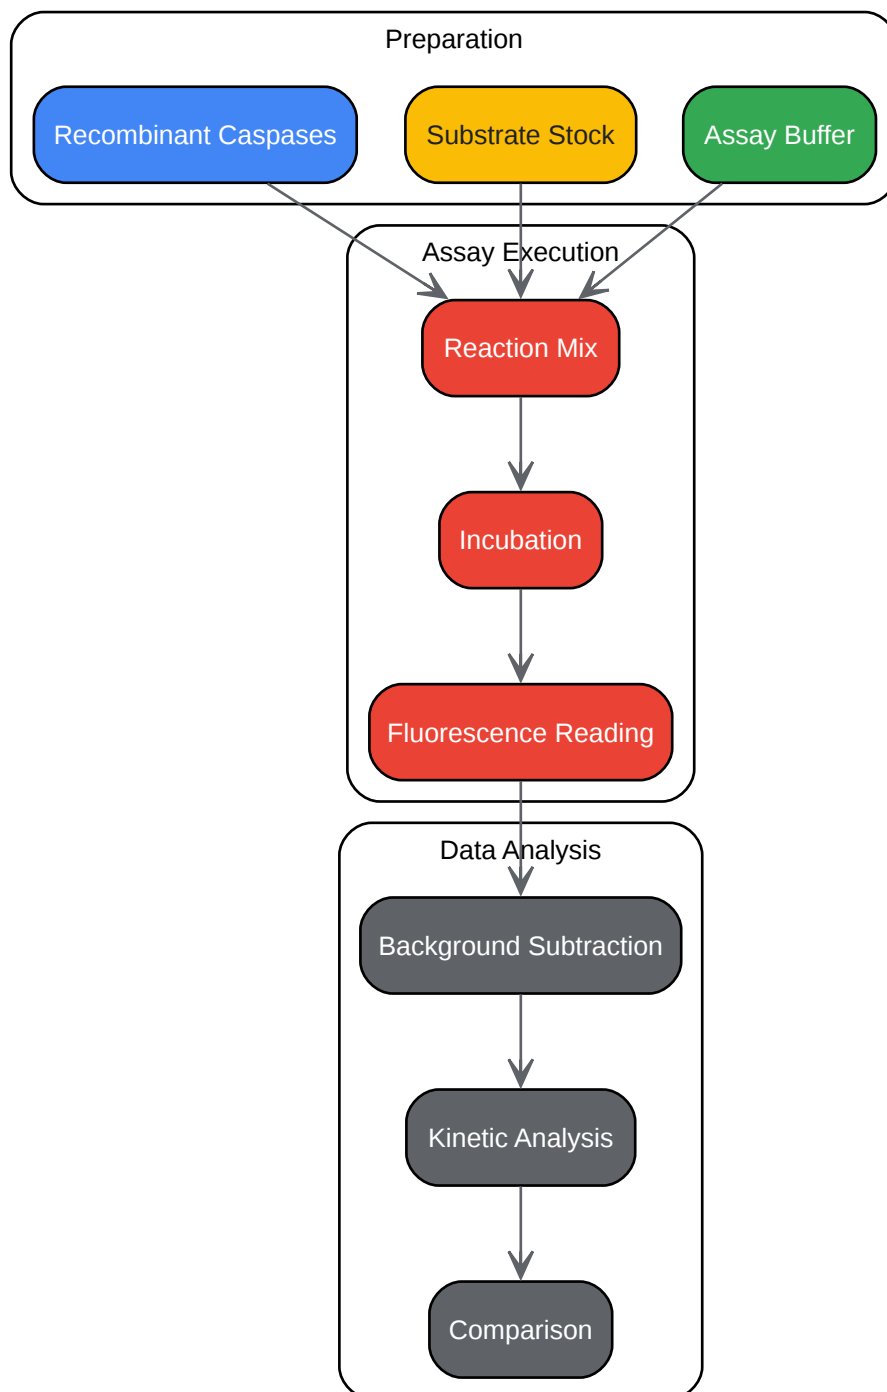 Preparation
Recombinant Caspases
Substrate Stock
Assay Buffer
Assay Execution
Reaction Mix
Incubation
Fluorescence Reading
Data Analysis
Background Subtraction
Kinetic Analysis
Comparison